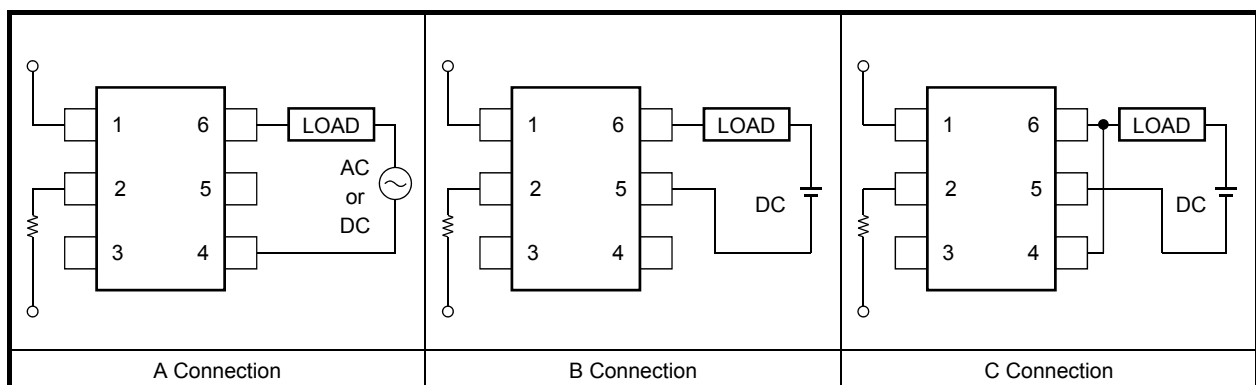 1 6 LOAD
2 5 AC
or
DC
3 4
A Connection
1 6 LOAD
2 5 DC
3 4
B Connection
1 6 LOAD
2 5 DC
3 4
C Connection